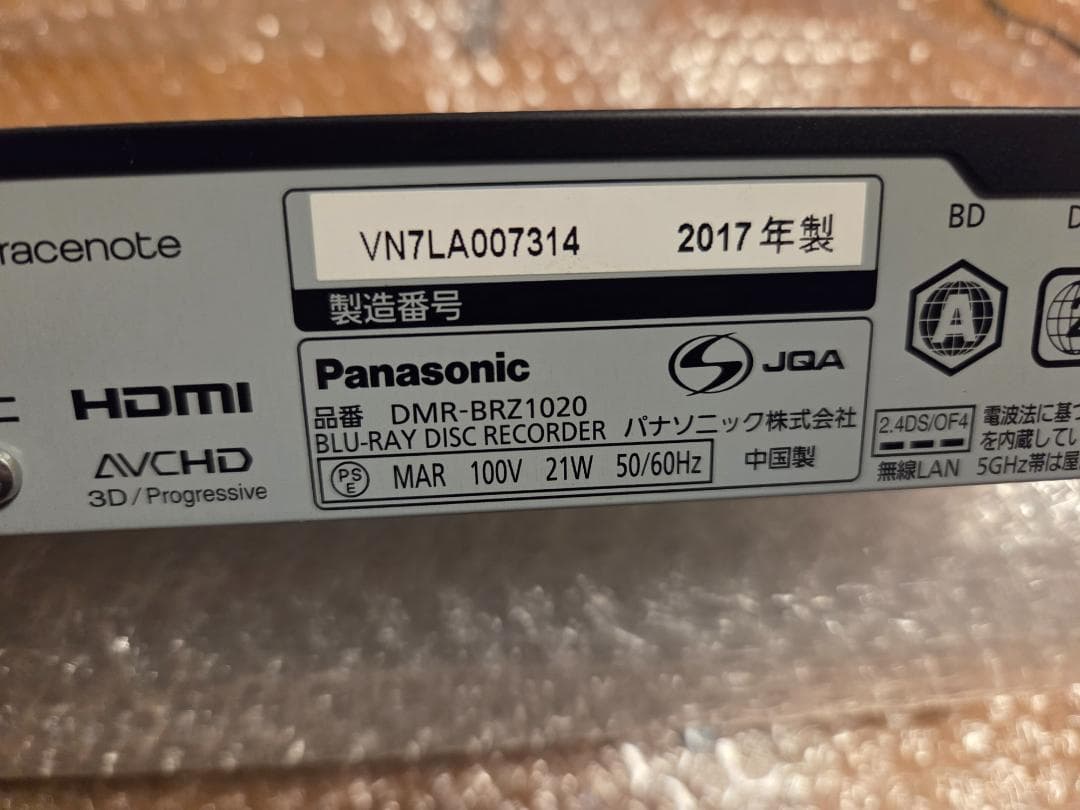 racenote
VN7LA007314 2017年製
製造番号
HDMI
AVCHD
3D/Progressive
Panasonic
JQA
品番 DMR-BRZ1020
BLU-RAY DISC RECORDER パナソニック株式会社
PS
E
MAR 100V 21W 50/60Hz 中国製
BD
A
2
2.4DS/OF4
電波法に基づ
を内蔵してい
無線LAN 5GHz帯は屋